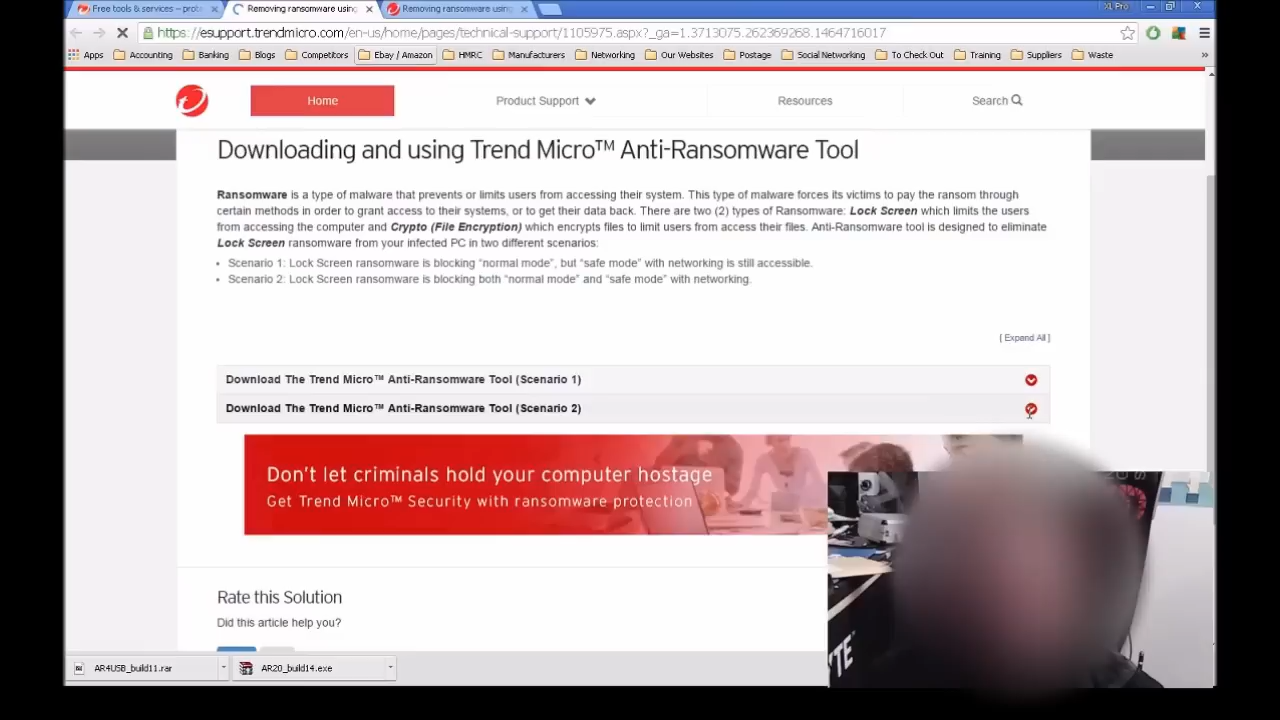 Free tools & services – prot
Removing ransomware using
Removing ransomware using
XL Pro
https://esupport.trendmicro.com/en-us/home/pages/technical-support/1105975.aspx?_ga=1.3713075.262369268.1464716017
Apps Accounting Banking Blogs Competitors Ebay / Amazon HMRC Manufacturers Networking Our Websites Postage Social Networking To Check Out Training Suppliers Waste »
Home Product Support Resources Search
Downloading and using Trend Micro™ Anti-Ransomware Tool
Ransomware is a type of malware that prevents or limits users from accessing their system. This type of malware forces its victims to pay the ransom through
certain methods in order to grant access to their systems, or to get their data back. There are two (2) types of Ransomware: Lock Screen which limits the users
from accessing the computer and Crypto (File Encryption) which encrypts files to limit users from access their files. Anti-Ransomware tool is designed to eliminate
Lock Screen ransomware from your infected PC in two different scenarios:
• Scenario 1: Lock Screen ransomware is blocking “normal mode”, but “safe mode” with networking is still accessible.
• Scenario 2: Lock Screen ransomware is blocking both “normal mode” and “safe mode” with networking.
[ Expand All ]
Download The Trend Micro™ Anti-Ransomware Tool (Scenario 1)
Download The Trend Micro™ Anti-Ransomware Tool (Scenario 2)
Don't let criminals hold your computer hostage
Get Trend Micro™ Security with ransomware protection
Rate this Solution
Did this article help you?
AR4USB_build11.rar
AR20_build14.exe